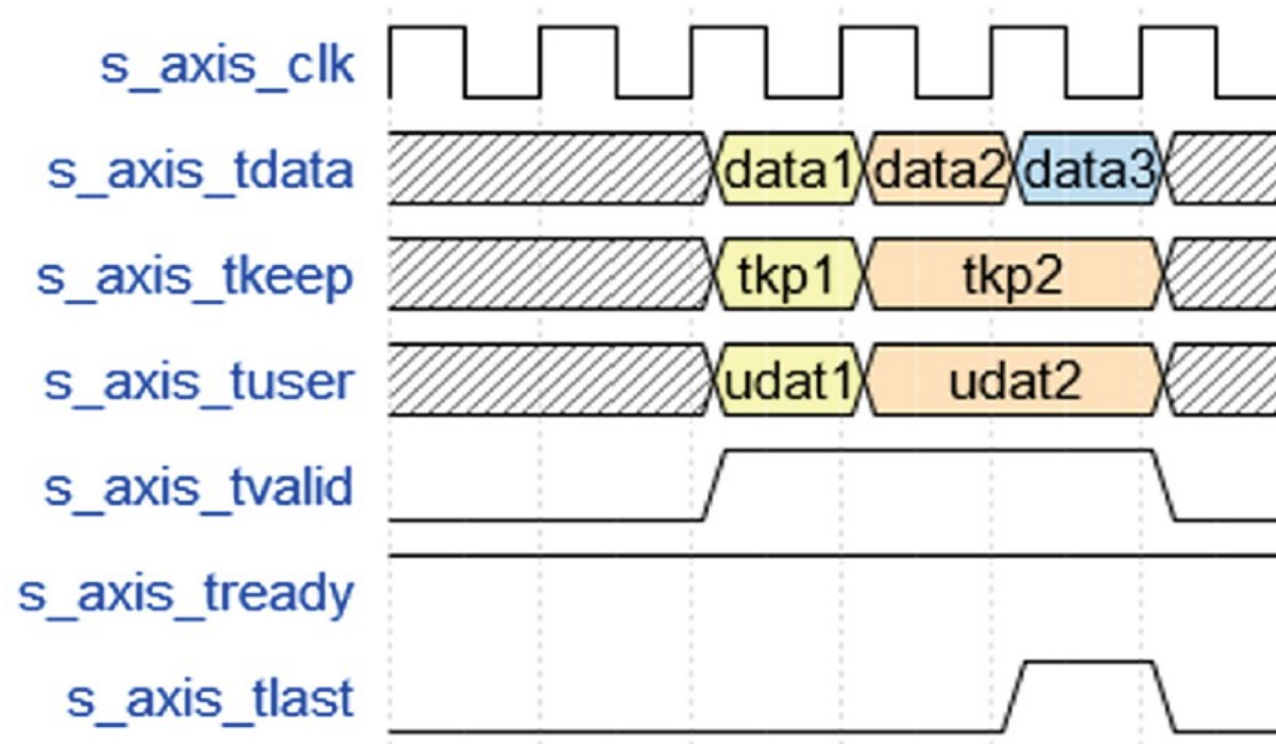 s_axis_clk
s_axis_tdata data1 data2 data3
s_axis_tkeep tkp1 tkp2
s_axis_tuser udat1 udat2
s_axis_tvalid
s_axis_tready
s_axis_tlast